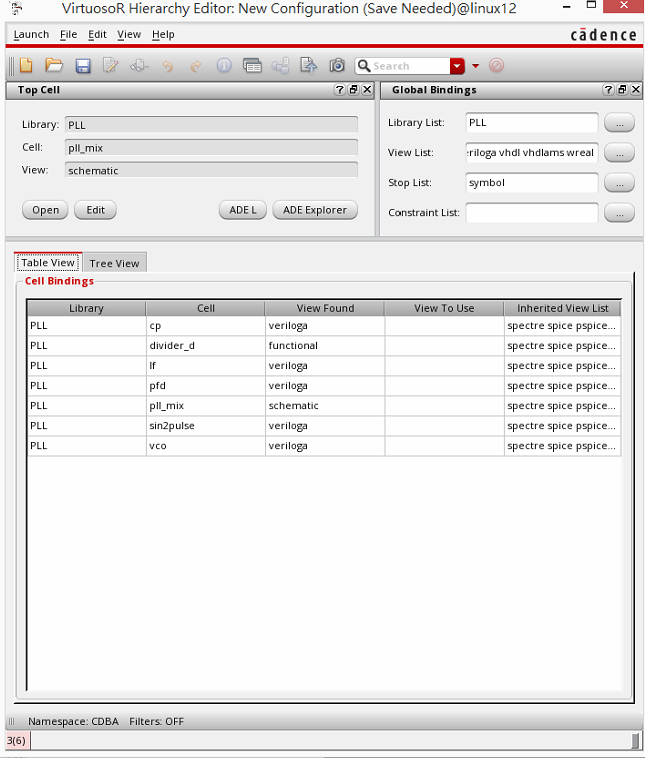 VirtuosoR Hierarchy Editor: New Configuration (Save Needed)@linux12
Launch File Edit View Help cādence
Search
Top Cell
Library: PLL
Cell: pll_mix
View: schematic
Open Edit ADE L ADE Explorer
Global Bindings
Library List: PLL ...
View List: eriloga vhdl vhdlams wreal ...
Stop List: symbol ...
Constraint List: ...
Table View Tree View
Cell Bindings
Library Cell View Found View To Use Inherited View List
PLL cp veriloga spectre spice pspice...
PLL divider_d functional spectre spice pspice...
PLL lf veriloga spectre spice pspice...
PLL pfd veriloga spectre spice pspice...
PLL pll_mix schematic spectre spice pspice...
PLL sin2pulse veriloga spectre spice pspice...
PLL vco veriloga spectre spice pspice...
Namespace: CDBA Filters: OFF
3(6)